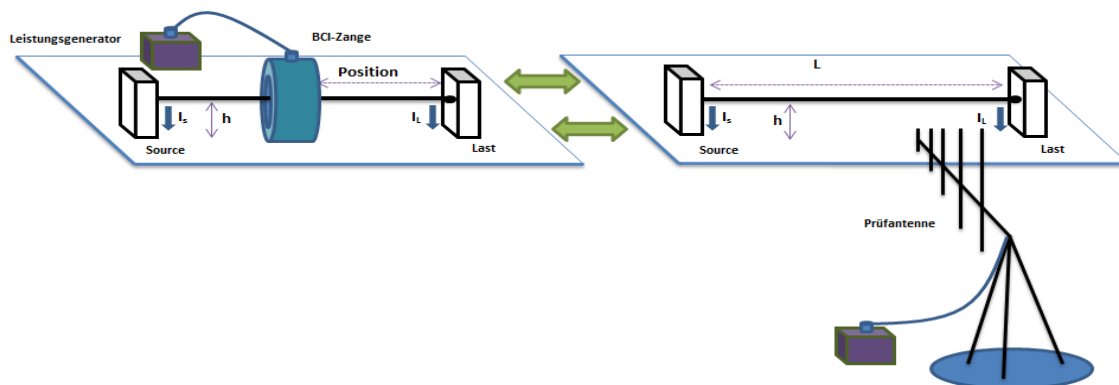 Leistungsgenerator
BCI-Zange
Position
Is
h
IL
Source
Last
L
Is
h
IL
Source
Last
Prüfantenne